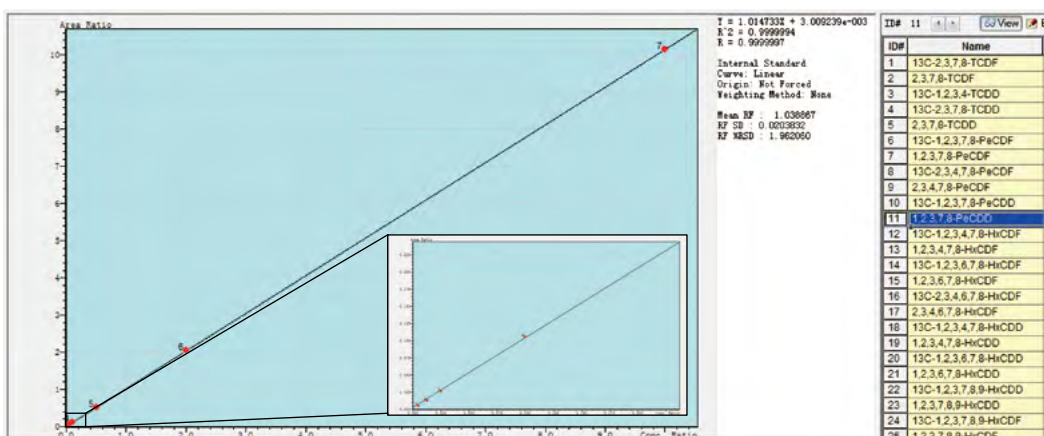 Area Ratio
Y = 1.014733X + 3.009239e-003
R^2 = 0.9999994
R = 0.9999997
Internal Standard
Curve: Linear
Origin: Not Forced
Weighting Method: None
Mean RF : 1.038867
RF SD : 0.0203832
RF %RSD : 1.962060
10
9
8
7
6
5
4
3
2
1
0
7
6
5
0.0 1.0 2.0 3.0 4.0 5.0 6.0 7.0 8.0 9.0 Conc. Ratio
Area Ratio
ID# 11 View
ID# Name
1 13C-2,3,7,8-TCDF
2 2,3,7,8-TCDF
3 13C-1,2,3,4-TCDD
4 13C-2,3,7,8-TCDD
5 2,3,7,8-TCDD
6 13C-1,2,3,7,8-PeCDF
7 1,2,3,7,8-PeCDF
8 13C-2,3,4,7,8-PeCDF
9 2,3,4,7,8-PeCDF
10 13C-1,2,3,7,8-PeCDD
11 1,2,3,7,8-PeCDD
12 13C-1,2,3,4,7,8-HxCDF
13 1,2,3,4,7,8-HxCDF
14 13C-1,2,3,6,7,8-HxCDF
15 1,2,3,6,7,8-HxCDF
16 13C-2,3,4,6,7,8-HxCDF
17 2,3,4,6,7,8-HxCDF
18 13C-1,2,3,4,7,8-HxCDD
19 1,2,3,4,7,8-HxCDD
20 13C-1,2,3,6,7,8-HxCDD
21 1,2,3,6,7,8-HxCDD
22 13C-1,2,3,7,8,9-HxCDD
23 1,2,3,7,8,9-HxCDD
24 13C-1,2,3,7,8,9-HxCDF
25 1,2,3,7,8,9-HxCDF